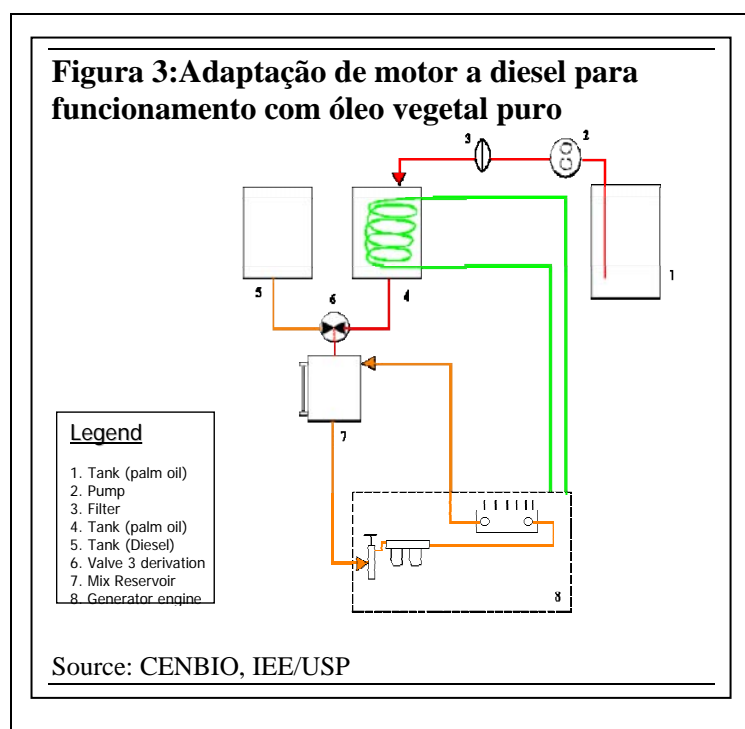 Figura 3:Adaptação de motor a diesel para
funcionamento com óleo vegetal puro
3
2
1
5
4
6
7
8
Legend
1. Tank (palm oil)
2. Pump
3. Filter
4. Tank (palm oil)
5. Tank (Diesel)
6. Valve 3 derivation
7. Mix Reservoir
8. Generator engine
Source: CENBIO, IEE/USP